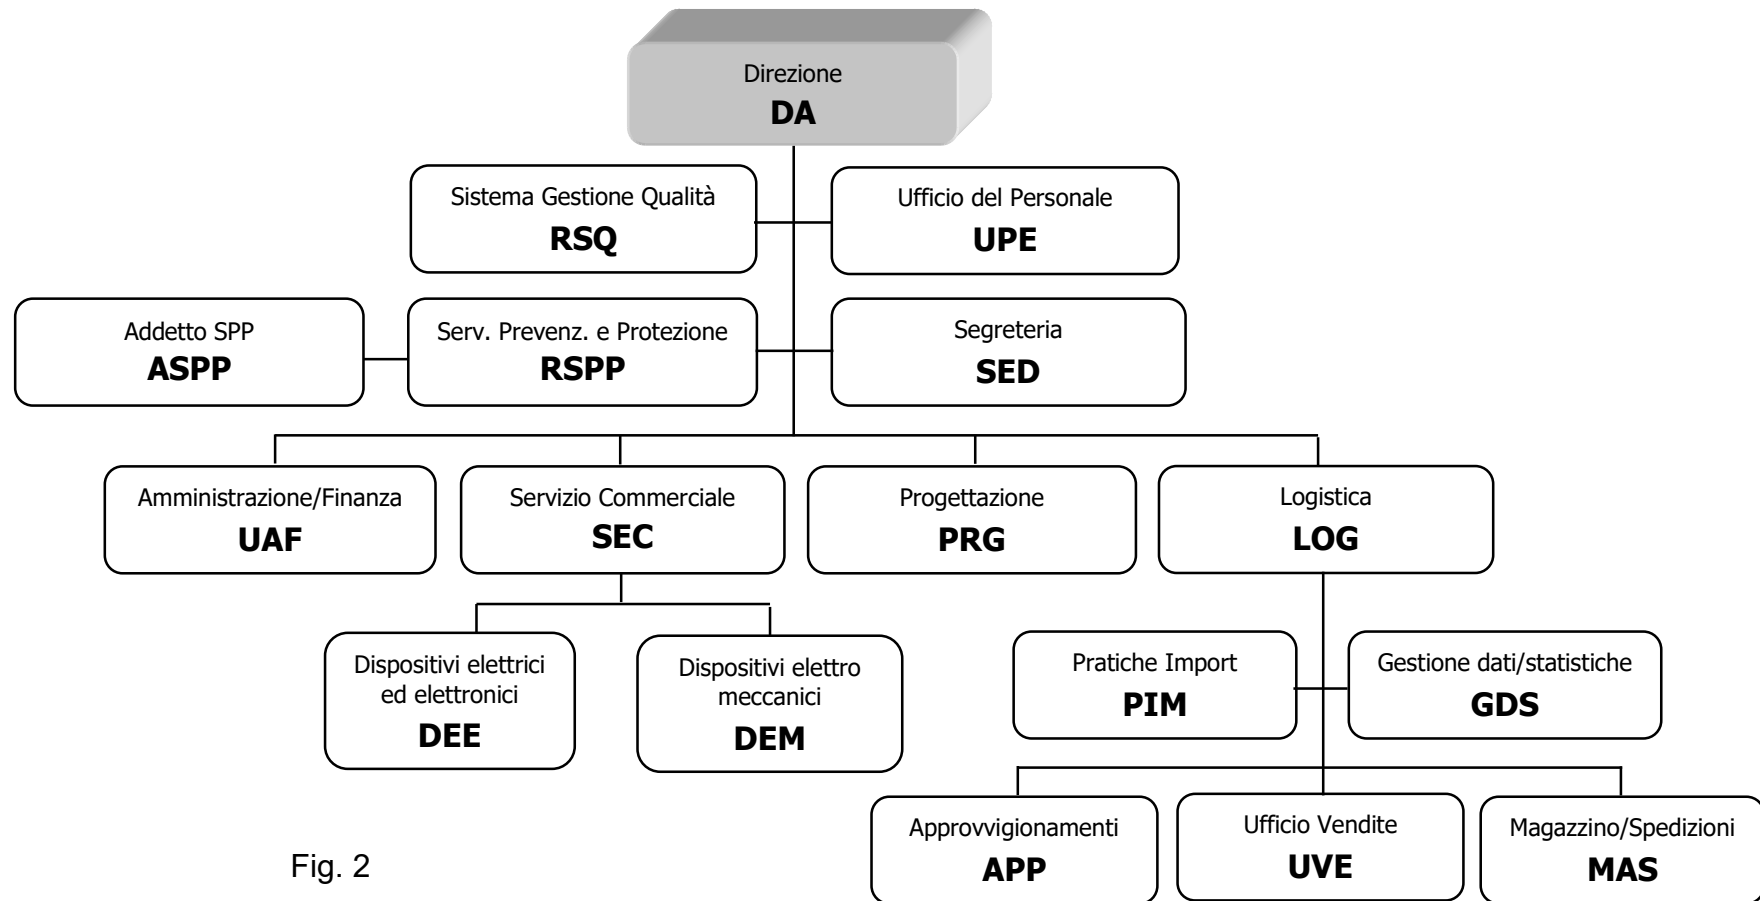 Direzione
DA
Sistema Gestione Qualità
RSQ
Ufficio del Personale
UPE
Addetto SPP
ASPP
Serv. Prevenz. e Protezione
RSPP
Segreteria
SED
Amministrazione/Finanza
UAF
Servizio Commerciale
SEC
Progettazione
PRG
Logistica
LOG
Dispositivi elettrici
ed elettronici
DEE
Dispositivi elettro
meccanici
DEM
Pratiche Import
PIM
Gestione dati/statistiche
GDS
Approvvigionamenti
APP
Ufficio Vendite
UVE
Magazzino/Spedizioni
MAS
Fig. 2